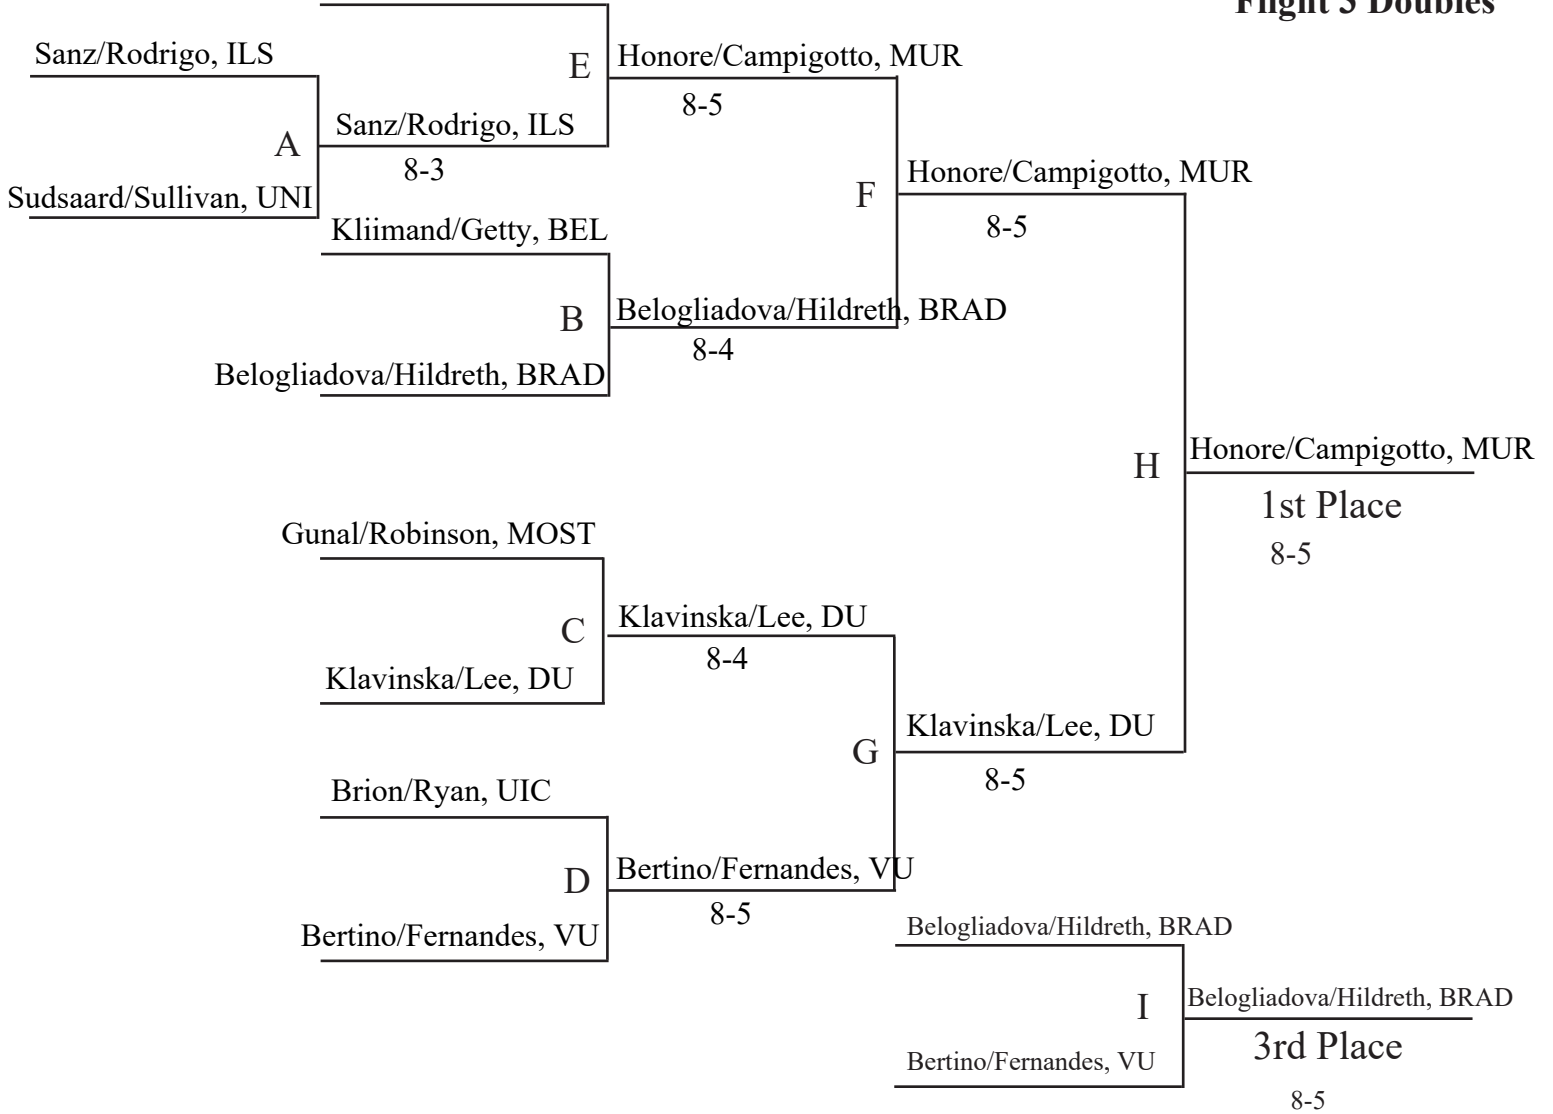 Flight 3 Doubles
Sanz/Rodrigo, ILS
E
Honore/Campigotto, MUR
8-5
A
Sanz/Rodrigo, ILS
8-3
Sudsaard/Sullivan, UNI
Honore/Campigotto, MUR
F
8-5
Kliimand/Getty, BEL
B
Belogliadova/Hildreth, BRAD
8-4
Belogliadova/Hildreth, BRAD
H
Honore/Campigotto, MUR
1st Place
8-5
Gunal/Robinson, MOST
C
Klavinska/Lee, DU
8-4
Klavinska/Lee, DU
G
Klavinska/Lee, DU
8-5
Brion/Ryan, UIC
D
Bertino/Fernandes, VU
8-5
Bertino/Fernandes, VU
Belogliadova/Hildreth, BRAD
I
Belogliadova/Hildreth, BRAD
3rd Place
Bertino/Fernandes, VU
8-5